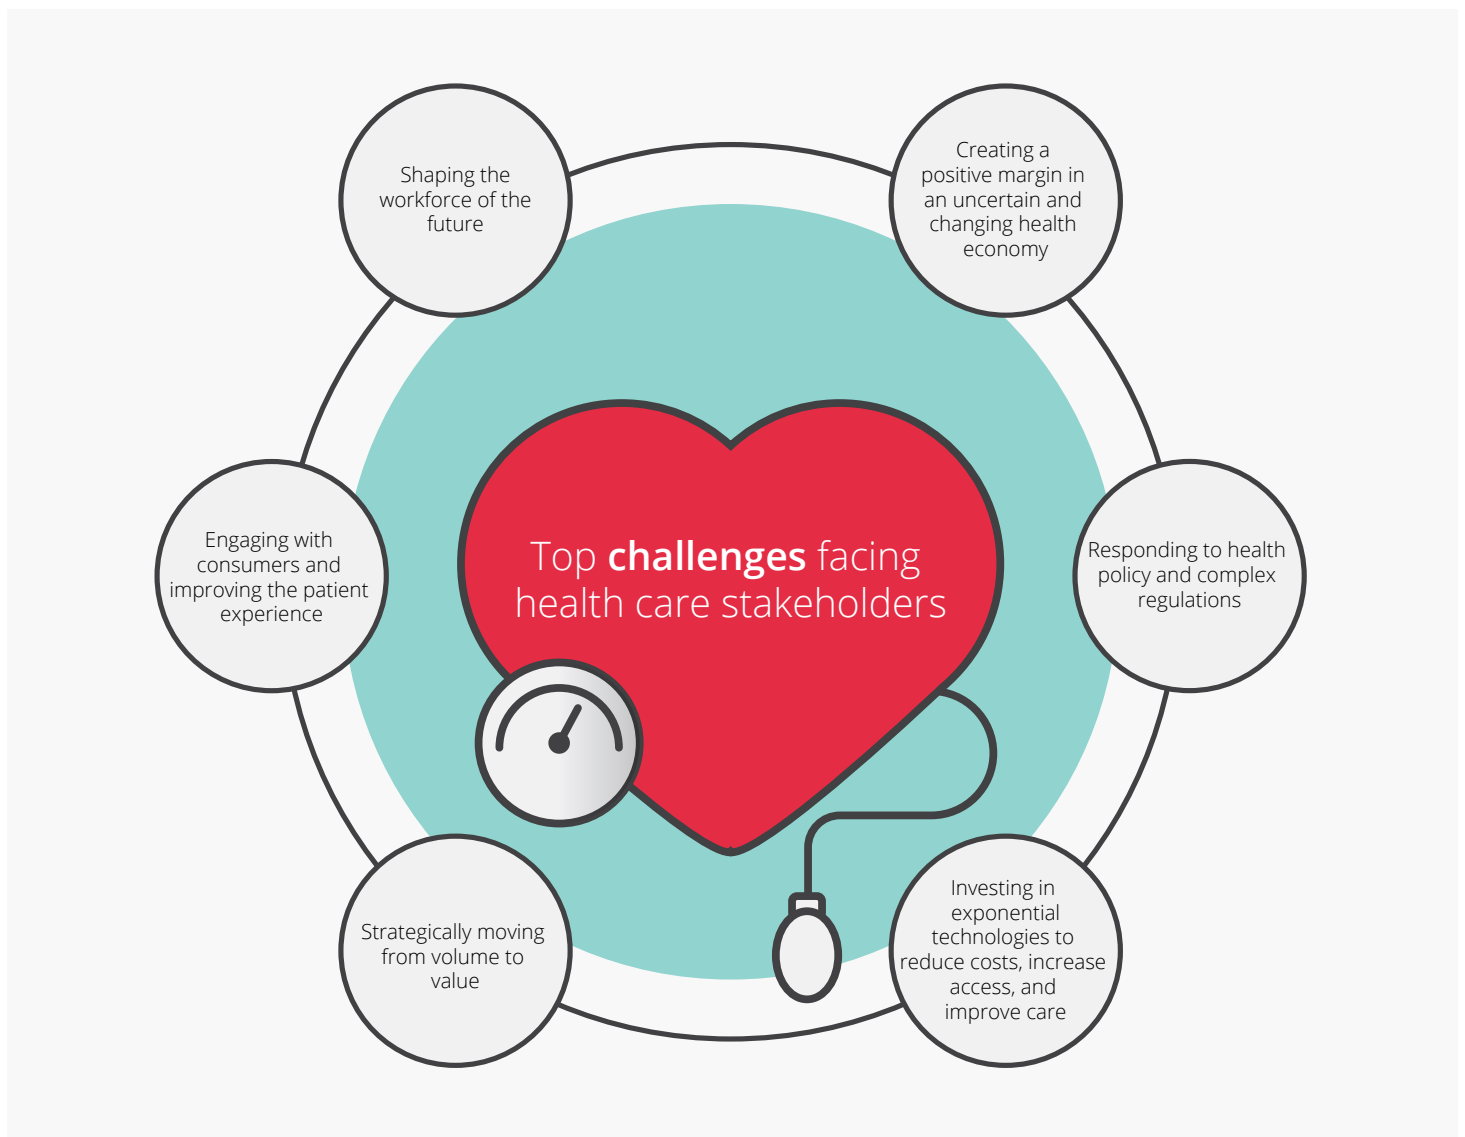 Shaping the
workforce of the
future
Creating a
positive margin in
an uncertain and
changing health
economy
Engaging with
consumers and
improving the patient
experience
Top challenges facing
health care stakeholders
Responding to health
policy and complex
regulations
Strategically moving
from volume to
value
Investing in
exponential
technologies to
reduce costs, increase
access, and
improve care